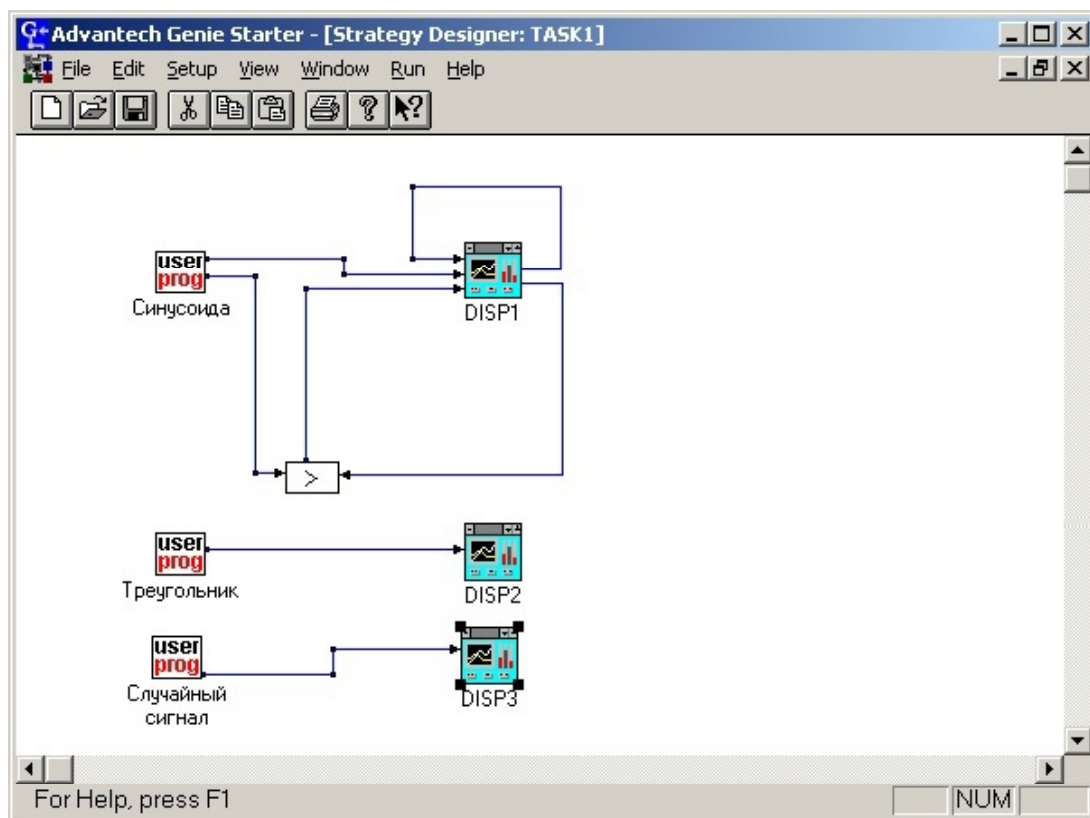 Advantech Genie Starter - [Strategy Designer: TASK1]
File Edit Setup View Window Run Help
user
prog
Синусоида
DISP1
>
user
prog
Треугольник
DISP2
user
prog
Случайный
сигнал
DISP3
For Help, press F1
NUM